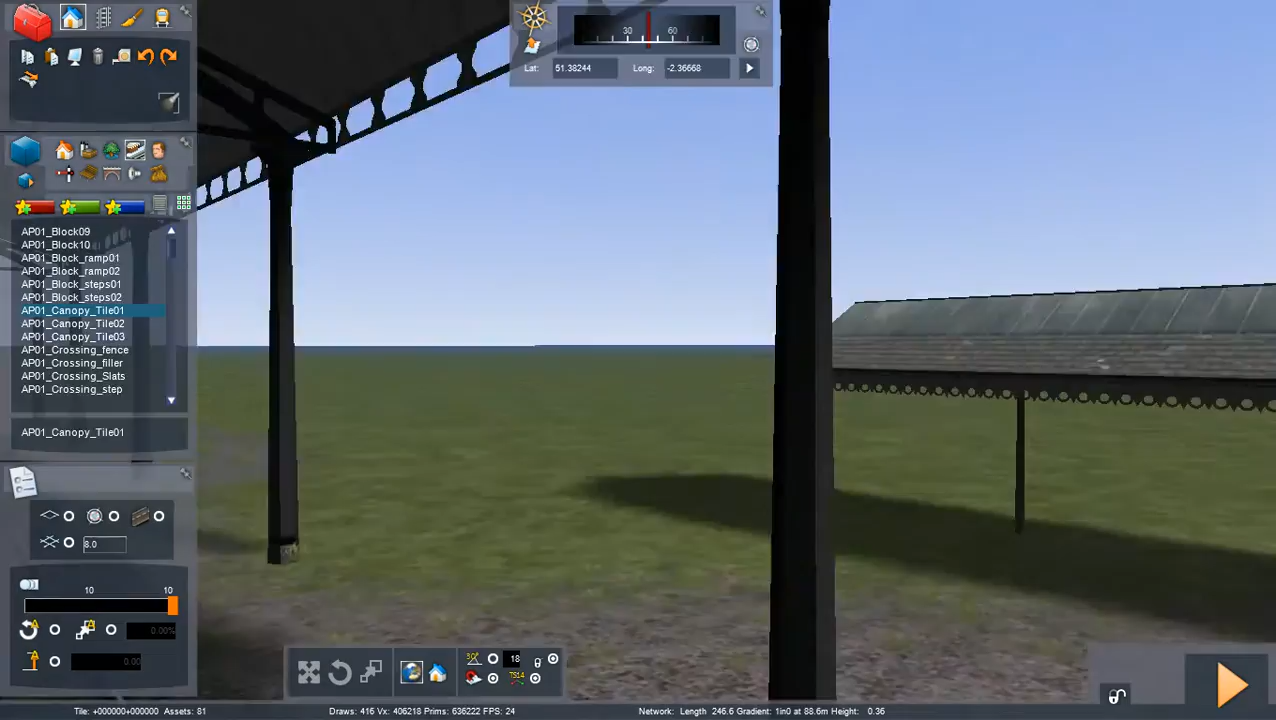 30 60
Lat: 51.38244 Long: -2.36668
AP01_Block09
AP01_Block10
AP01_Block_ramp01
AP01_Block_ramp02
AP01_Block_steps01
AP01_Block_steps02
AP01_Canopy_Tile01
AP01_Canopy_Tile02
AP01_Canopy_Tile03
AP01_Crossing_fence
AP01_Crossing_filler
AP01_Crossing_Slats
AP01_Crossing_step
AP01_Canopy_Tile01
8.0
10 10
0.00%
0.00
30° 18
TS14
Tile: +000000+000000 Assets: 81 Draws: 416 Vx: 406218 Prims: 636222 FPS: 24 Network: Length 246.6 Gradient: 1in0 at 88.6m Height: 0.36